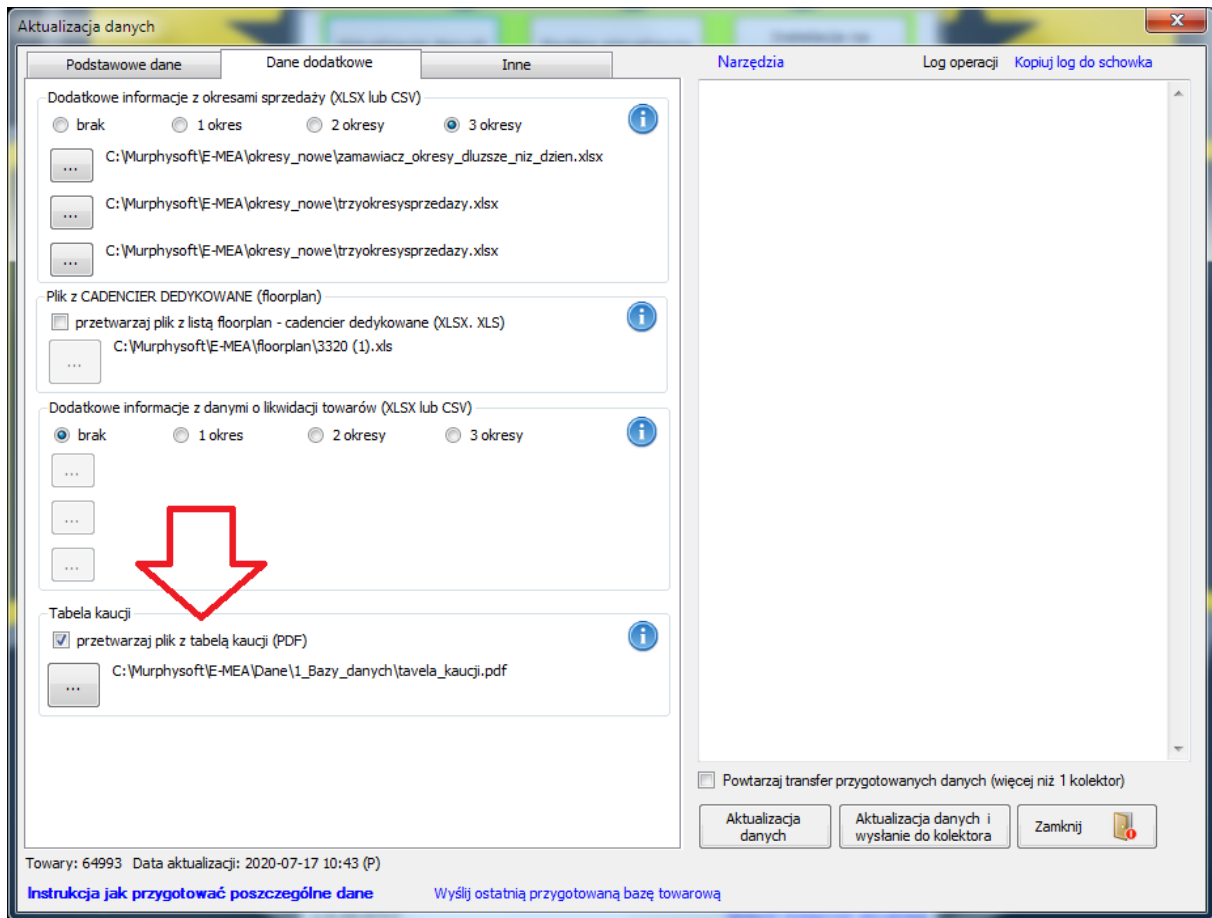 Aktualizacja danych
Podstawowe dane
Dane dodatkowe
Inne
Narzędzia
Log operacji
Kopiuj log do schowka
Dodatkowe informacje z okresami sprzedaży (XLSX lub CSV)
brak
1 okres
2 okresy
3 okresy
...
C:\Murphysoft\E-MEA\okresy_nowe\zamawiacz_okresy_dluzsze_niz_dzien.xlsx
...
C:\Murphysoft\E-MEA\okresy_nowe\trzyokresysprzedazy.xlsx
...
C:\Murphysoft\E-MEA\okresy_nowe\trzyokresysprzedazy.xlsx
Plik z CADENCIER DEDYKOWANE (floorplan)
przetwarzaj plik z listą floorplan - cadencier dedykowane (XLSX. XLS)
...
C:\Murphysoft\E-MEA\floorplan\3320 (1).xls
Dodatkowe informacje z danymi o likwidacji towarów (XLSX lub CSV)
brak
1 okres
2 okresy
3 okresy
...
...
...
Tabela kaucji
przetwarzaj plik z tabelą kaucji (PDF)
...
C:\Murphysoft\E-MEA\Dane\1_Bazy_danych\tavela_kaucji.pdf
Powtarzaj transfer przygotowanych danych (więcej niż 1 kolektor)
Aktualizacja
danych
Aktualizacja danych i
wysłanie do kolektora
Zamknij
Towary: 64993 Data aktualizacji: 2020-07-17 10:43 (P)
Instrukcja jak przygotować poszczególne dane
Wyślij ostatnią przygotowaną bazę towarową